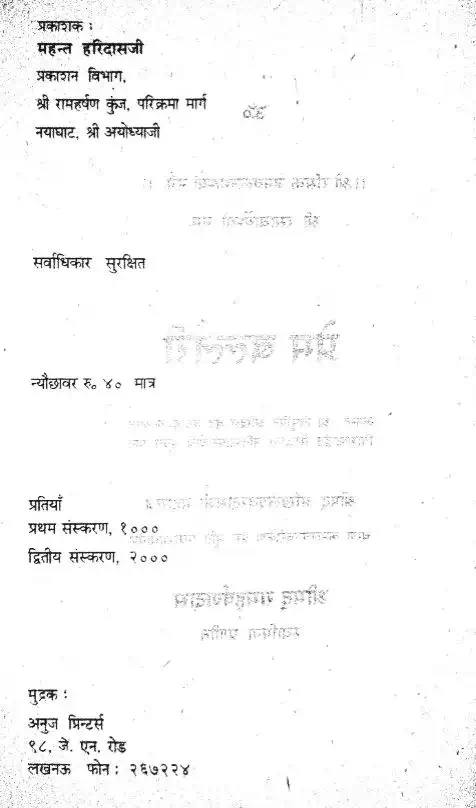 प्रकाशक :
महन्त हरिदासजी
प्रकाशन विभाग,
श्री रामहर्षण कुंज, परिक्रमा मार्ग
नयाघाट, श्री अयोध्याजी
सर्वाधिकार सुरक्षित
न्यौछावर रु० ४० मात्र
प्रतियाँ
प्रथम संस्करण, १०००
द्वितीय संस्करण, २०००
मुद्रक :
अनुज प्रिन्टर्स
९८, जे. एन. रोड
लखनऊ फोन : २६७२२४